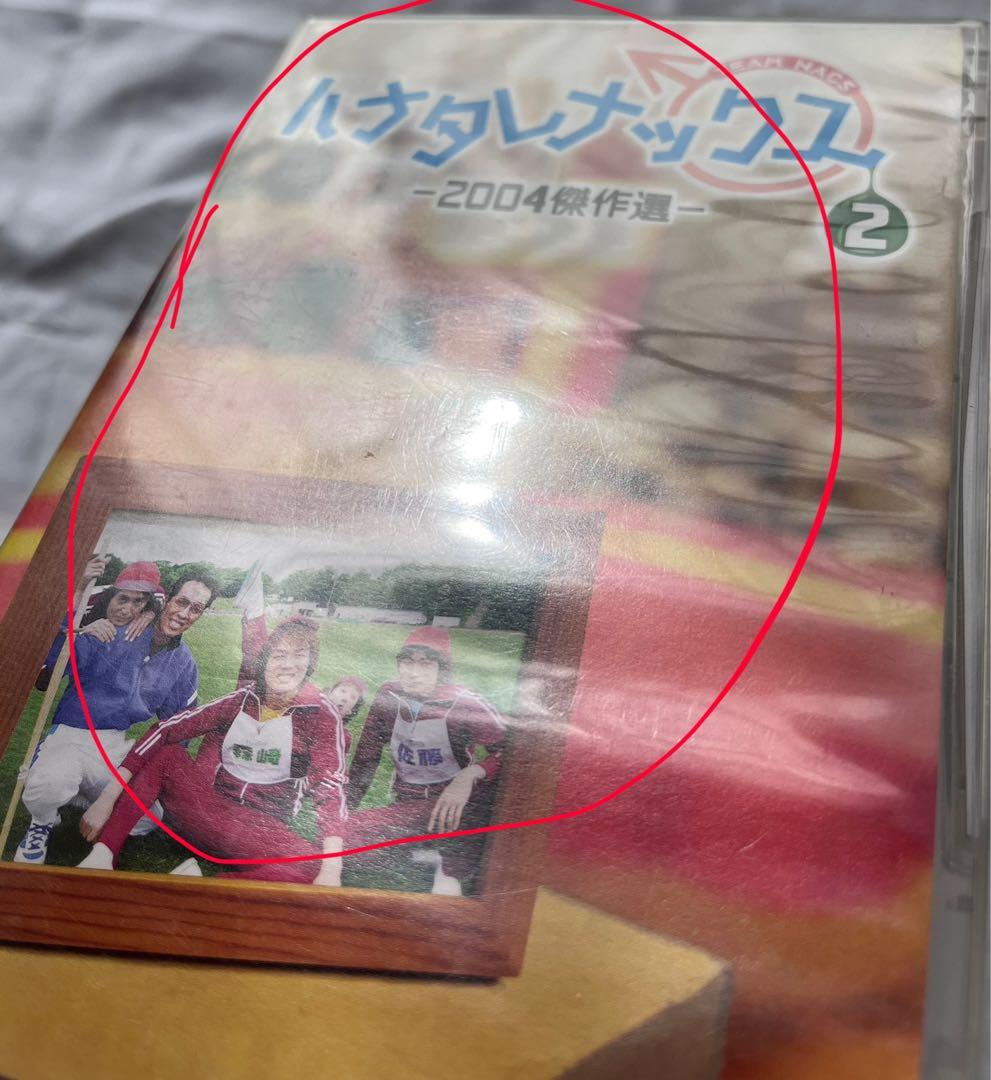 TEAM NACS
ハナタレナックス
2
-2004傑作選-
森崎
佐藤